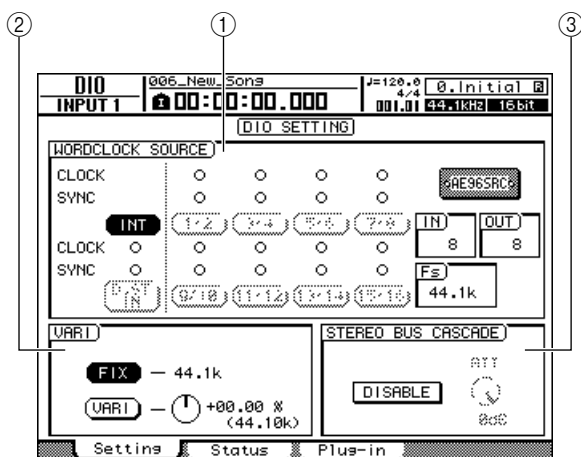 ② ① ③
DIO
INPUT 1
006_New_Song
00:00:00.000
♩=120.0
4/4
001.01
0.Initial
44.1kHz 16bit
DIO SETTING
WORDCLOCK SOURCE
CLOCK
SYNC
INT 1/2 3/4 5/6 7/8
AE96SRC
IN OUT
8 8
CLOCK
SYNC
IN 9/10 11/12 13/14 15/16
Fs
44.1k
VARI
FIX — 44.1k
VARI — +00.00 %
(44.10k)
STEREO BUS CASCADE
DISABLE
ATT
0dB
Setting Status Plug-in